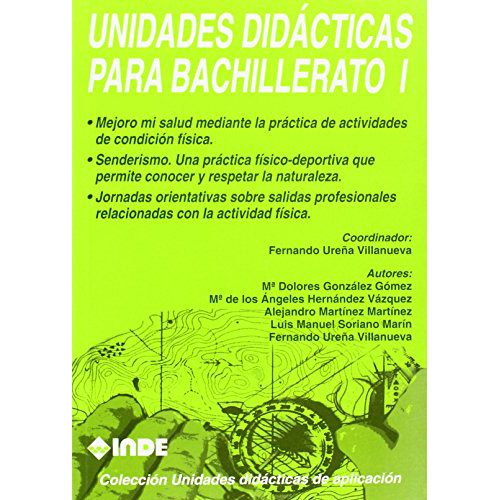 UNIDADES DIDÁCTICAS
PARA BACHILLERATO I
• Mejoro mi salud mediante la práctica de actividades
de condición física.
• Senderismo. Una práctica físico-deportiva que
permite conocer y respetar la naturaleza.
• Jornadas orientativas sobre salidas profesionales
relacionadas con la actividad física.
Coordinador:
Fernando Ureña Villanueva
Autores:
Mª Dolores González Gómez
Mª de los Ángeles Hernández Vázquez
Alejandro Martínez Martínez
Luis Manuel Soriano Marín
Fernando Ureña Villanueva
INDE
Colección Unidades didácticas de aplicación